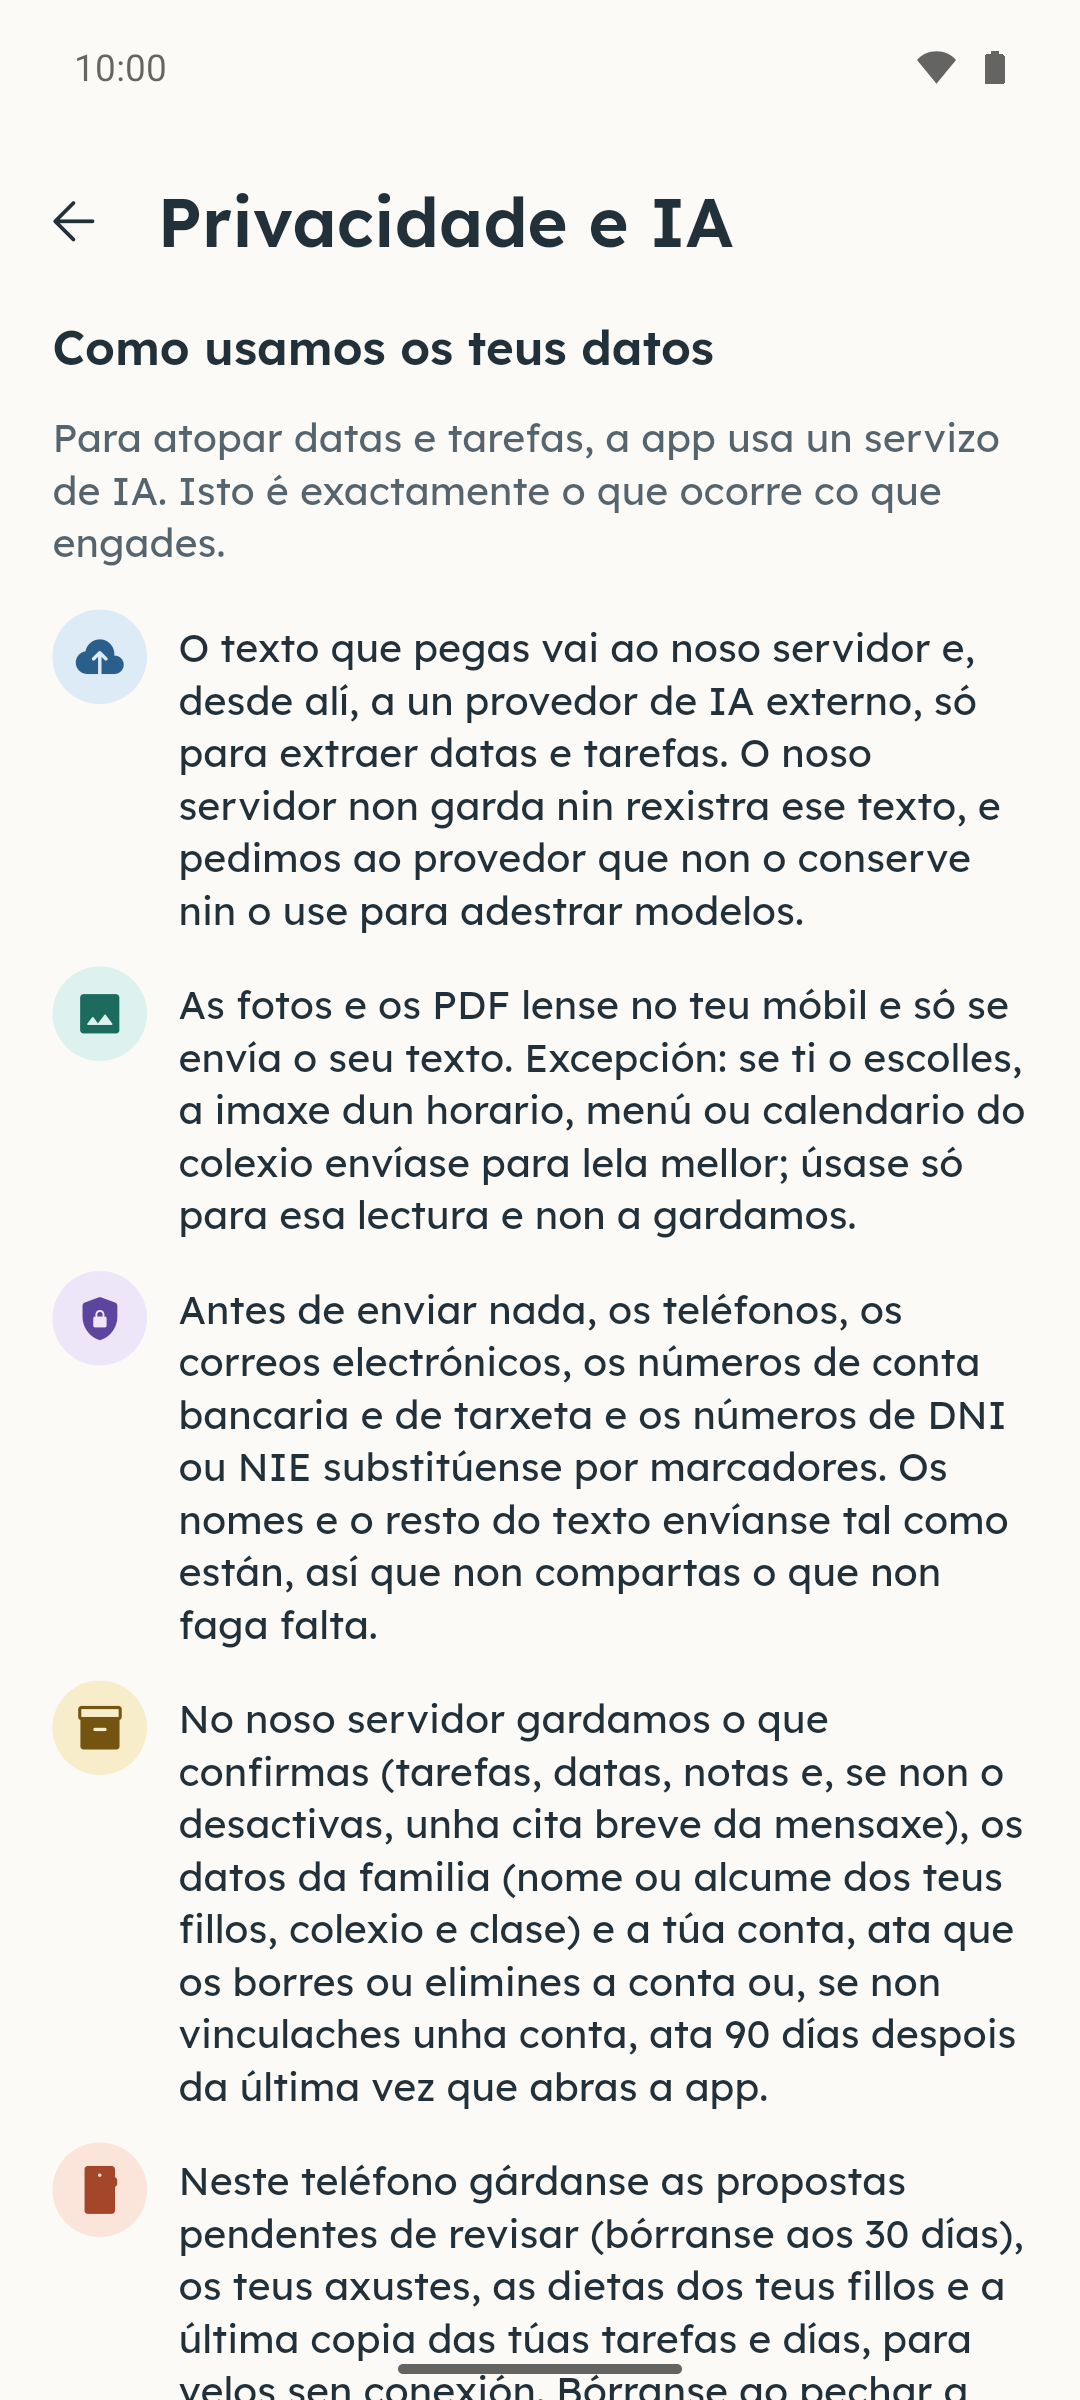 10:00
Privacidade e IA
Como usamos os teus datos
Para atopar datas e tarefas, a app usa un servizo
de IA. Isto é exactamente o que ocorre co que
engades.
O texto que pegas vai ao noso servidor e,
desde alí, a un provedor de IA externo, só
para extraer datas e tarefas. O noso
servidor non garda nin rexistra ese texto, e
pedimos ao provedor que non o conserve
nin o use para adestrar modelos.
As fotos e os PDF lense no teu móbil e só se
envía o seu texto. Excepción: se ti o escolles,
a imaxe dun horario, menú ou calendario do
colexio envíase para lela mellor; úsase só
para esa lectura e non a gardamos.
Antes de enviar nada, os teléfonos, os
correos electrónicos, os números de conta
bancaria e de tarxeta e os números de DNI
ou NIE substitúense por marcadores. Os
nomes e o resto do texto envíanse tal como
están, así que non compartas o que non
faga falta.
No noso servidor gardamos o que
confirmas (tarefas, datas, notas e, se non o
desactivas, unha cita breve da mensaxe), os
datos da familia (nome ou alcume dos teus
fillos, colexio e clase) e a túa conta, ata que
os borres ou elimines a conta ou, se non
vinculaches unha conta, ata 90 días despois
da última vez que abras a app.
Neste teléfono gárdanse as propostas
pendentes de revisar (bórranse aos 30 días),
os teus axustes, as dietas dos teus fillos e a
última copia das túas tarefas e días, para
velos sen conexión. Bórranse ao pechar a